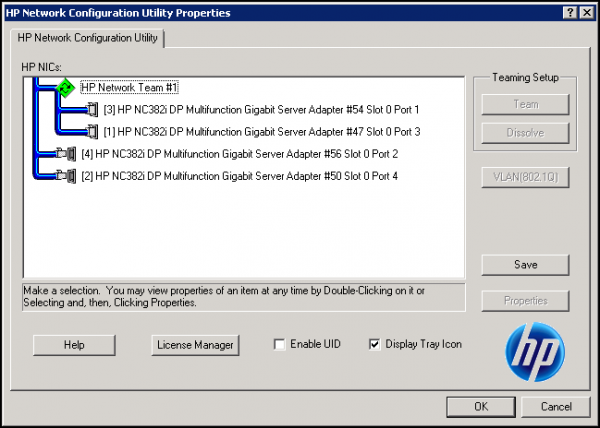 HP Network Configuration Utility Properties
HP Network Configuration Utility
HP NICs:
HP Network Team #1
[3] HP NC382i DP Multifunction Gigabit Server Adapter #54 Slot 0 Port 1
[1] HP NC382i DP Multifunction Gigabit Server Adapter #47 Slot 0 Port 3
[4] HP NC382i DP Multifunction Gigabit Server Adapter #56 Slot 0 Port 2
[2] HP NC382i DP Multifunction Gigabit Server Adapter #50 Slot 0 Port 4
Teaming Setup
Team
Dissolve
VLAN(802.1Q)
Save
Properties
Make a selection. You may view properties of an item at any time by Double-Clicking on it or
Selecting and, then, Clicking Properties.
Help
License Manager
Enable UID
Display Tray Icon
hp
OK
Cancel